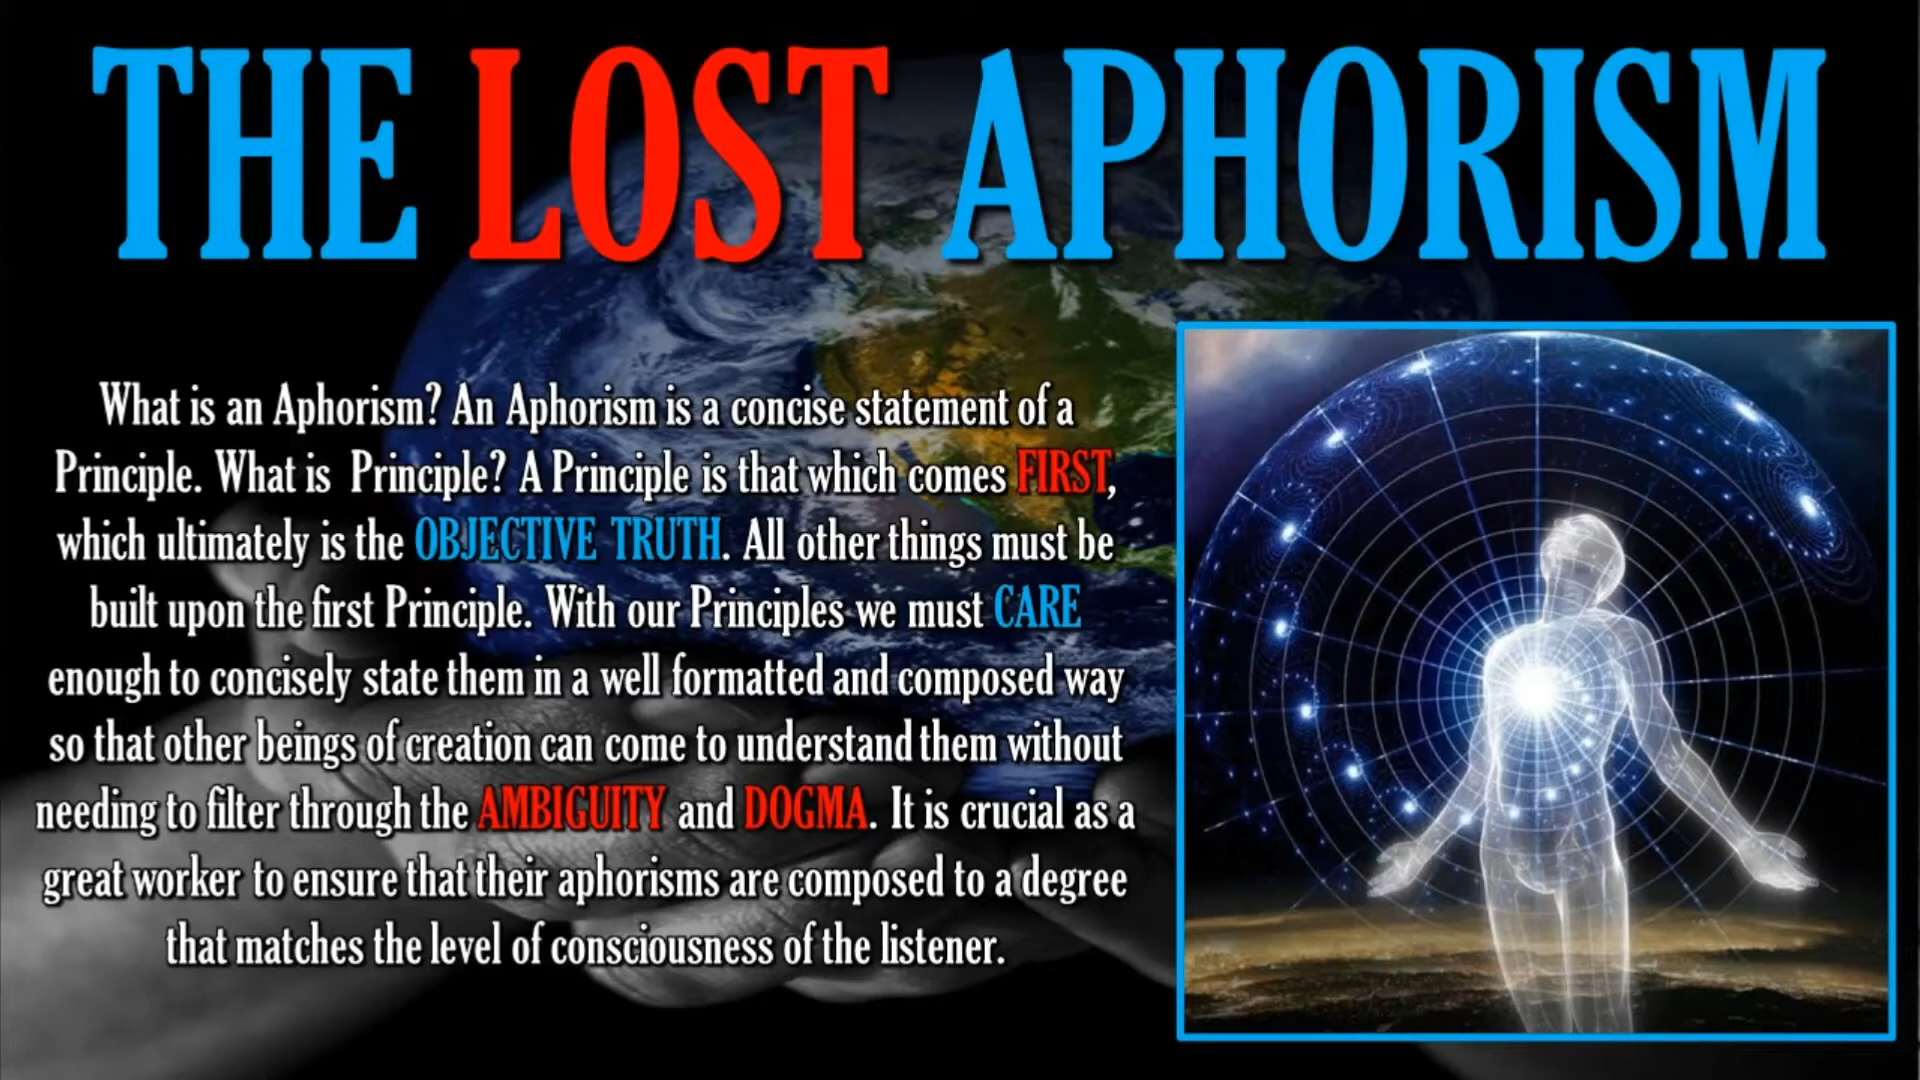 THE LOST APHORISM
What is an Aphorism? An Aphorism is a concise statement of a
Principle. What is Principle? A Principle is that which comes FIRST,
which ultimately is the OBJECTIVE TRUTH. All other things must be
built upon the first Principle. With our Principles we must CARE
enough to concisely state them in a well formatted and composed way
so that other beings of creation can come to understand them without
needing to filter through the AMBIGUITY and DOGMA. It is crucial as a
great worker to ensure that their aphorisms are composed to a degree
that matches the level of consciousness of the listener.